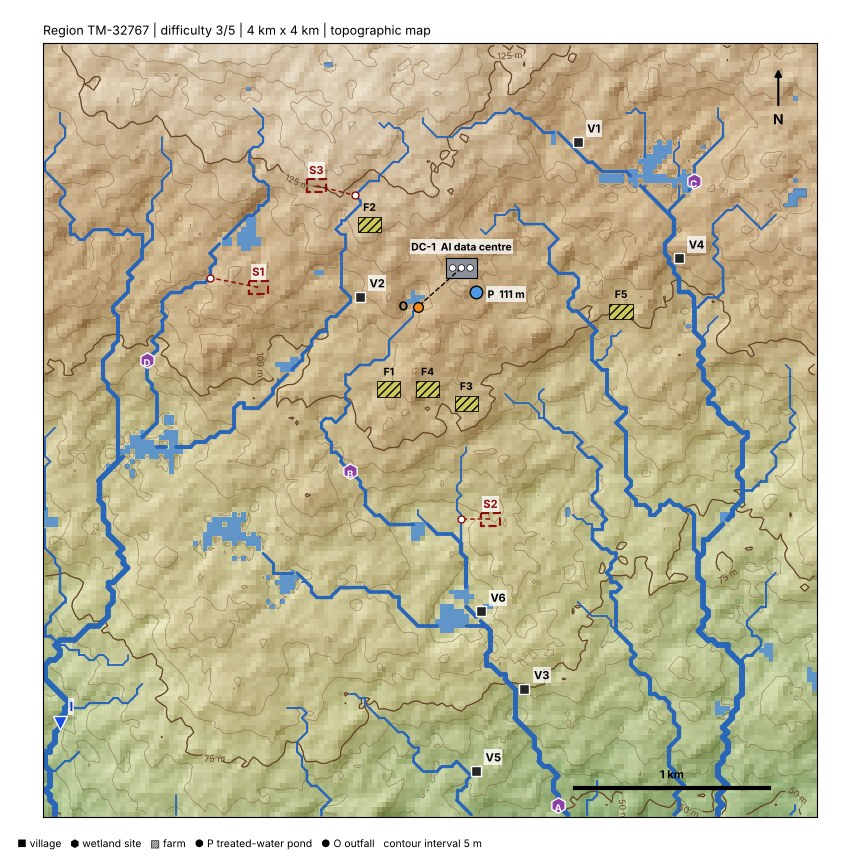 Region TM-32767 | difficulty 3/5 | 4 km x 4 km | topographic map
125 m
N
V1
S3
125 m
C
F2
V4
DC-1 AI data centre
S1
V2
P 111 m
O
F5
D
100 m
F1
F4
F3
B
S2
75 m
V6
V3
I
75 m
V5
1 km
50 m
50 m
50 m
A
village
wetland site
farm
P treated-water pond
O outfall
contour interval 5 m